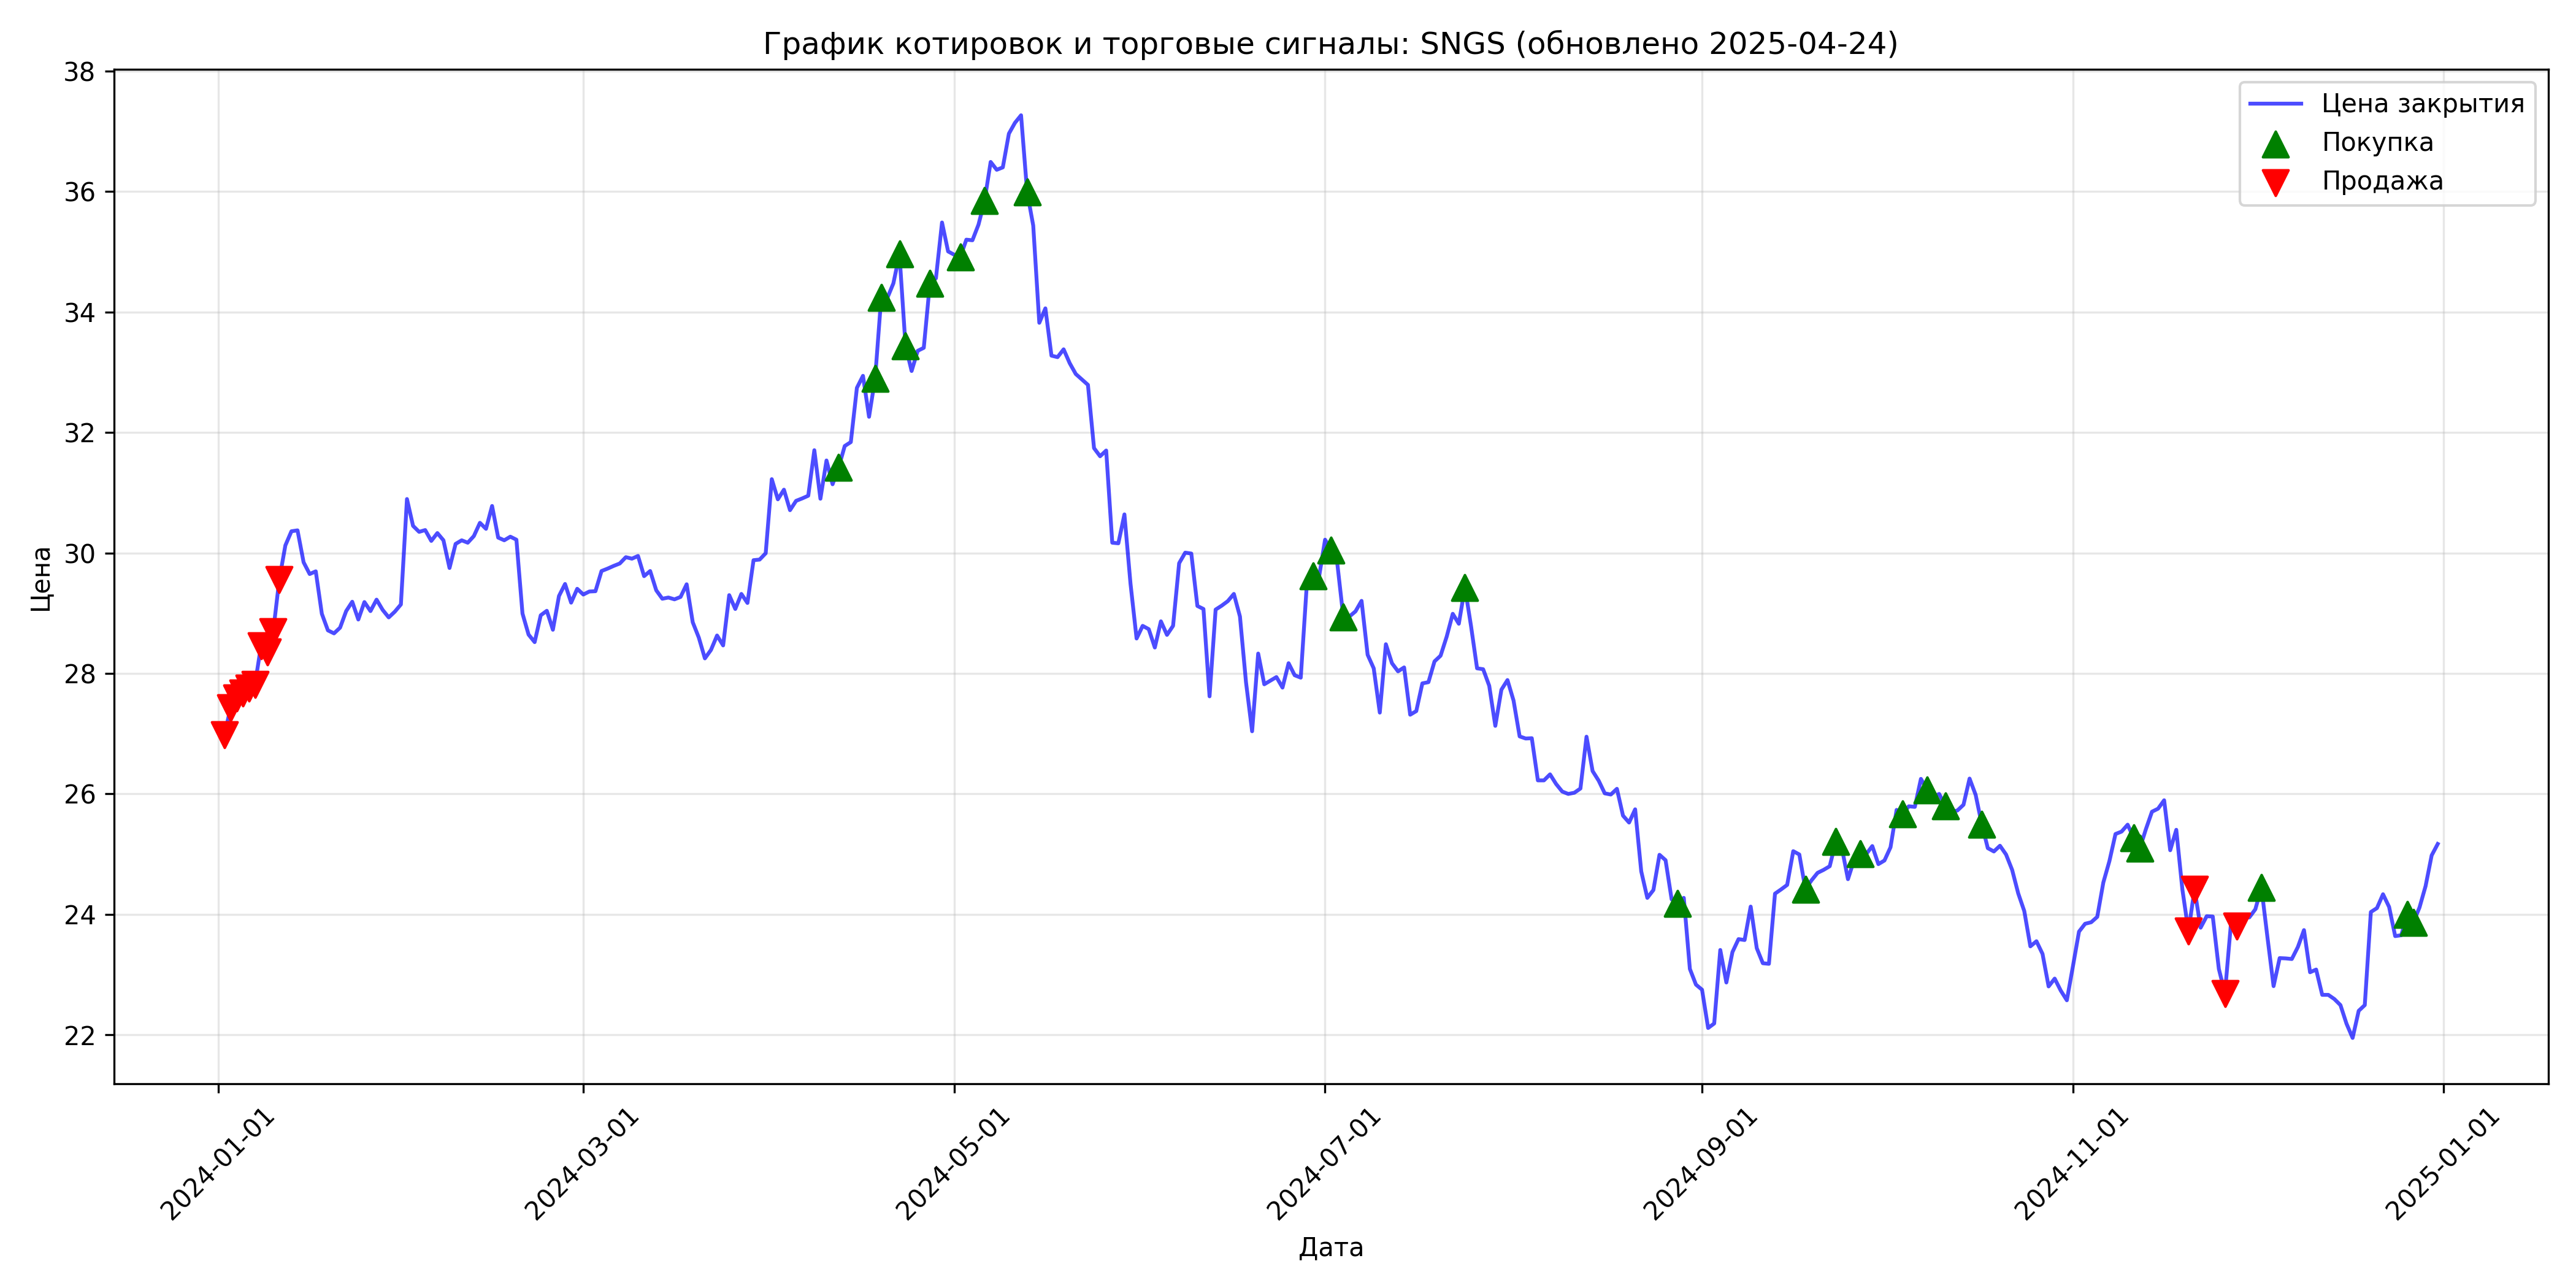 График котировок и торговые сигналы: SNGS (обновлено 2025-04-24)
Цена закрытия
Покупка
Продажа
Цена
38
36
34
32
30
28
26
24
22
2024-01-01
2024-03-01
2024-05-01
2024-07-01
2024-09-01
2024-11-01
2025-01-01
Дата